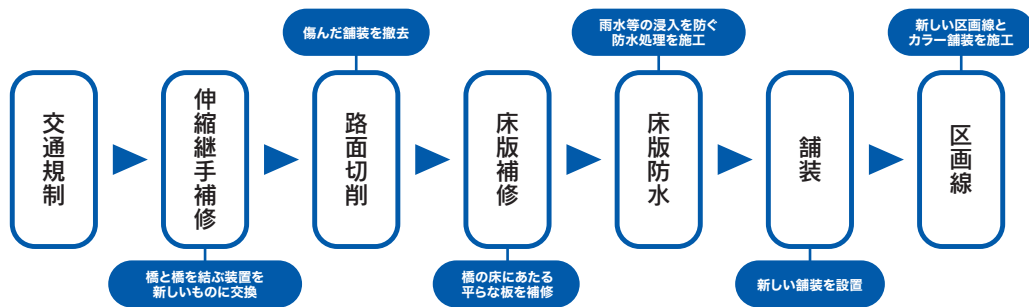 傷んだ舗装を撤去
雨水等の浸入を防ぐ
防水処理を施工
新しい区画線と
カラー舗装を施工
交通規制
伸縮継手補修
路面切削
床版補修
床版防水
舗装
区画線
橋と橋を結ぶ装置を
新しいものに交換
橋の床にあたる
平らな板を補修
新しい舗装を設置